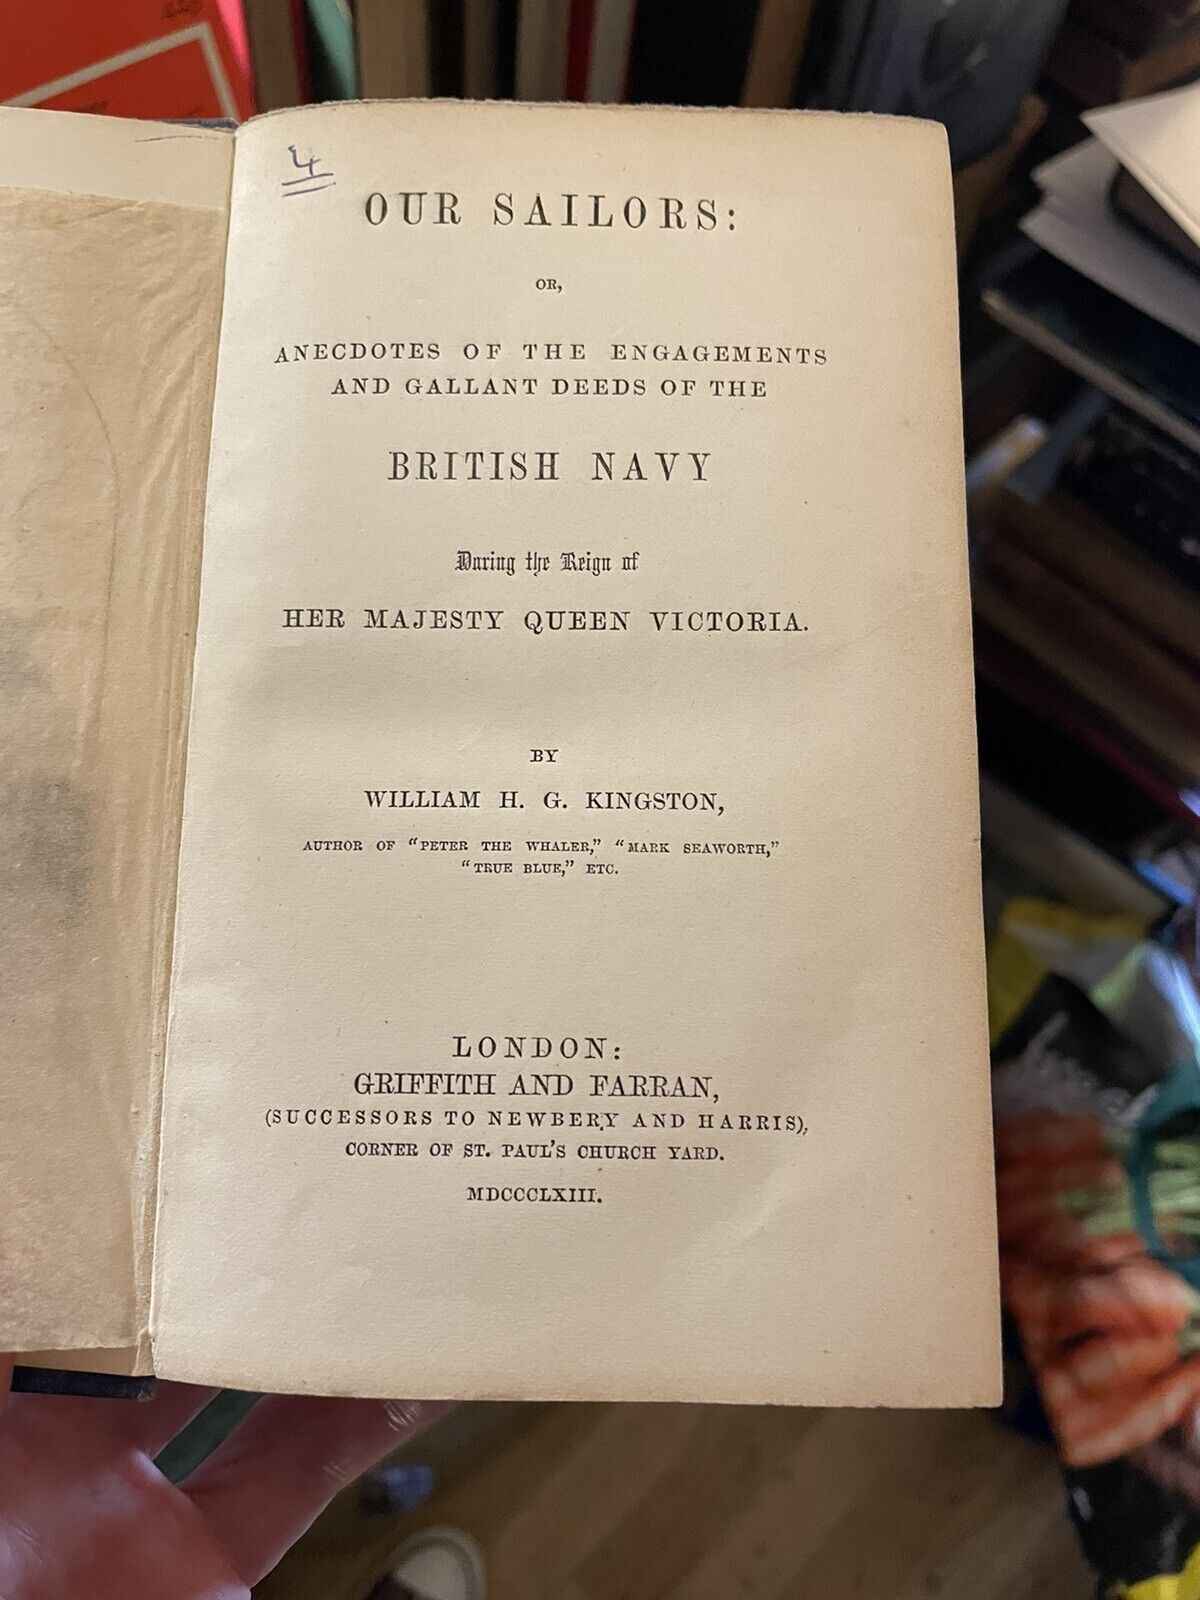 4
OUR SAILORS:
OR,
ANECDOTES OF THE ENGAGEMENTS
AND GALLANT DEEDS OF THE
BRITISH NAVY
During the Reign of
HER MAJESTY QUEEN VICTORIA.
BY
WILLIAM H. G. KINGSTON,
AUTHOR OF “PETER THE WHALER,” “MARK SEAWORTH,”
“TRUE BLUE,” ETC.
LONDON:
GRIFFITH AND FARRAN,
(SUCCESSORS TO NEWBERY AND HARRIS),
CORNER OF ST. PAUL'S CHURCH YARD.
MDCCCLXIII.